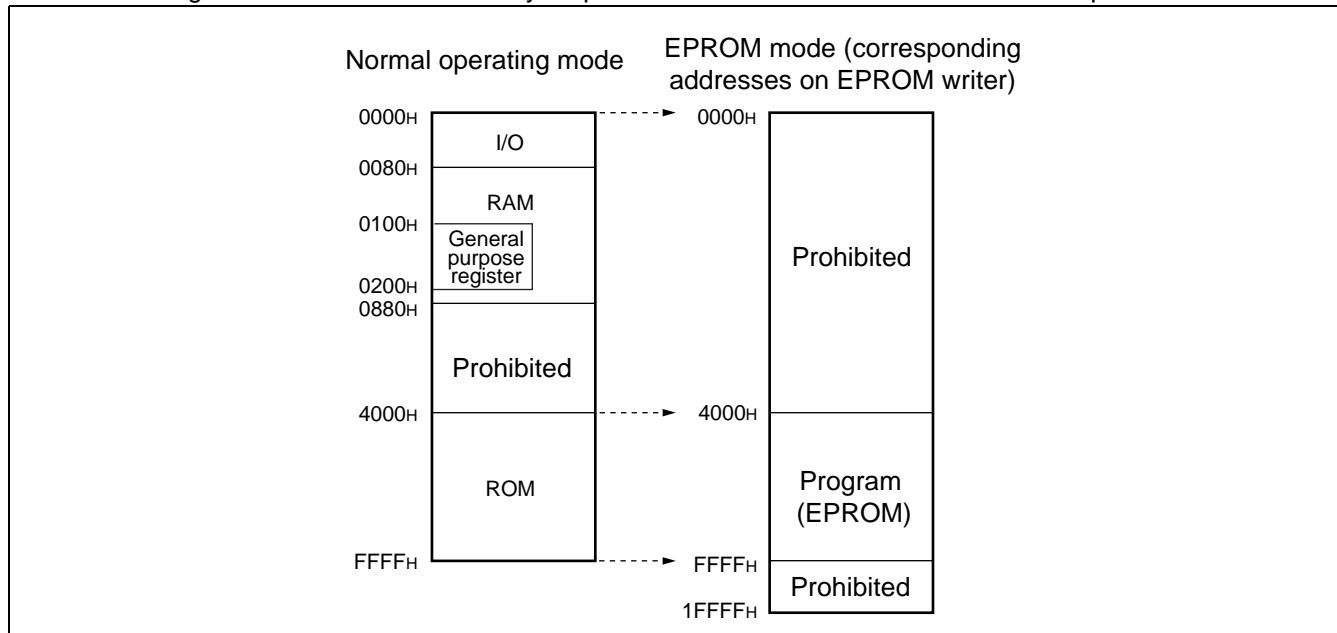 Normal operating mode
0000H
I/O
0080H
RAM
0100H
General
purpose
register
0200H
0880H
Prohibited
4000H
ROM
FFFFH
EPROM mode (corresponding
addresses on EPROM writer)
0000H
Prohibited
4000H
Program
(EPROM)
FFFFH
Prohibited
1FFFFH